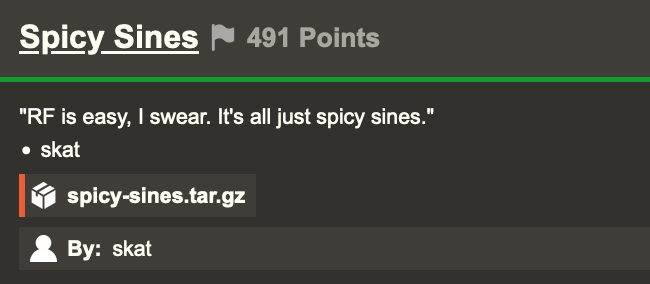 Spicy Sines 491 Points
"RF is easy, I swear. It's all just spicy sines."
• skat
spicy-sines.tar.gz
By: skat